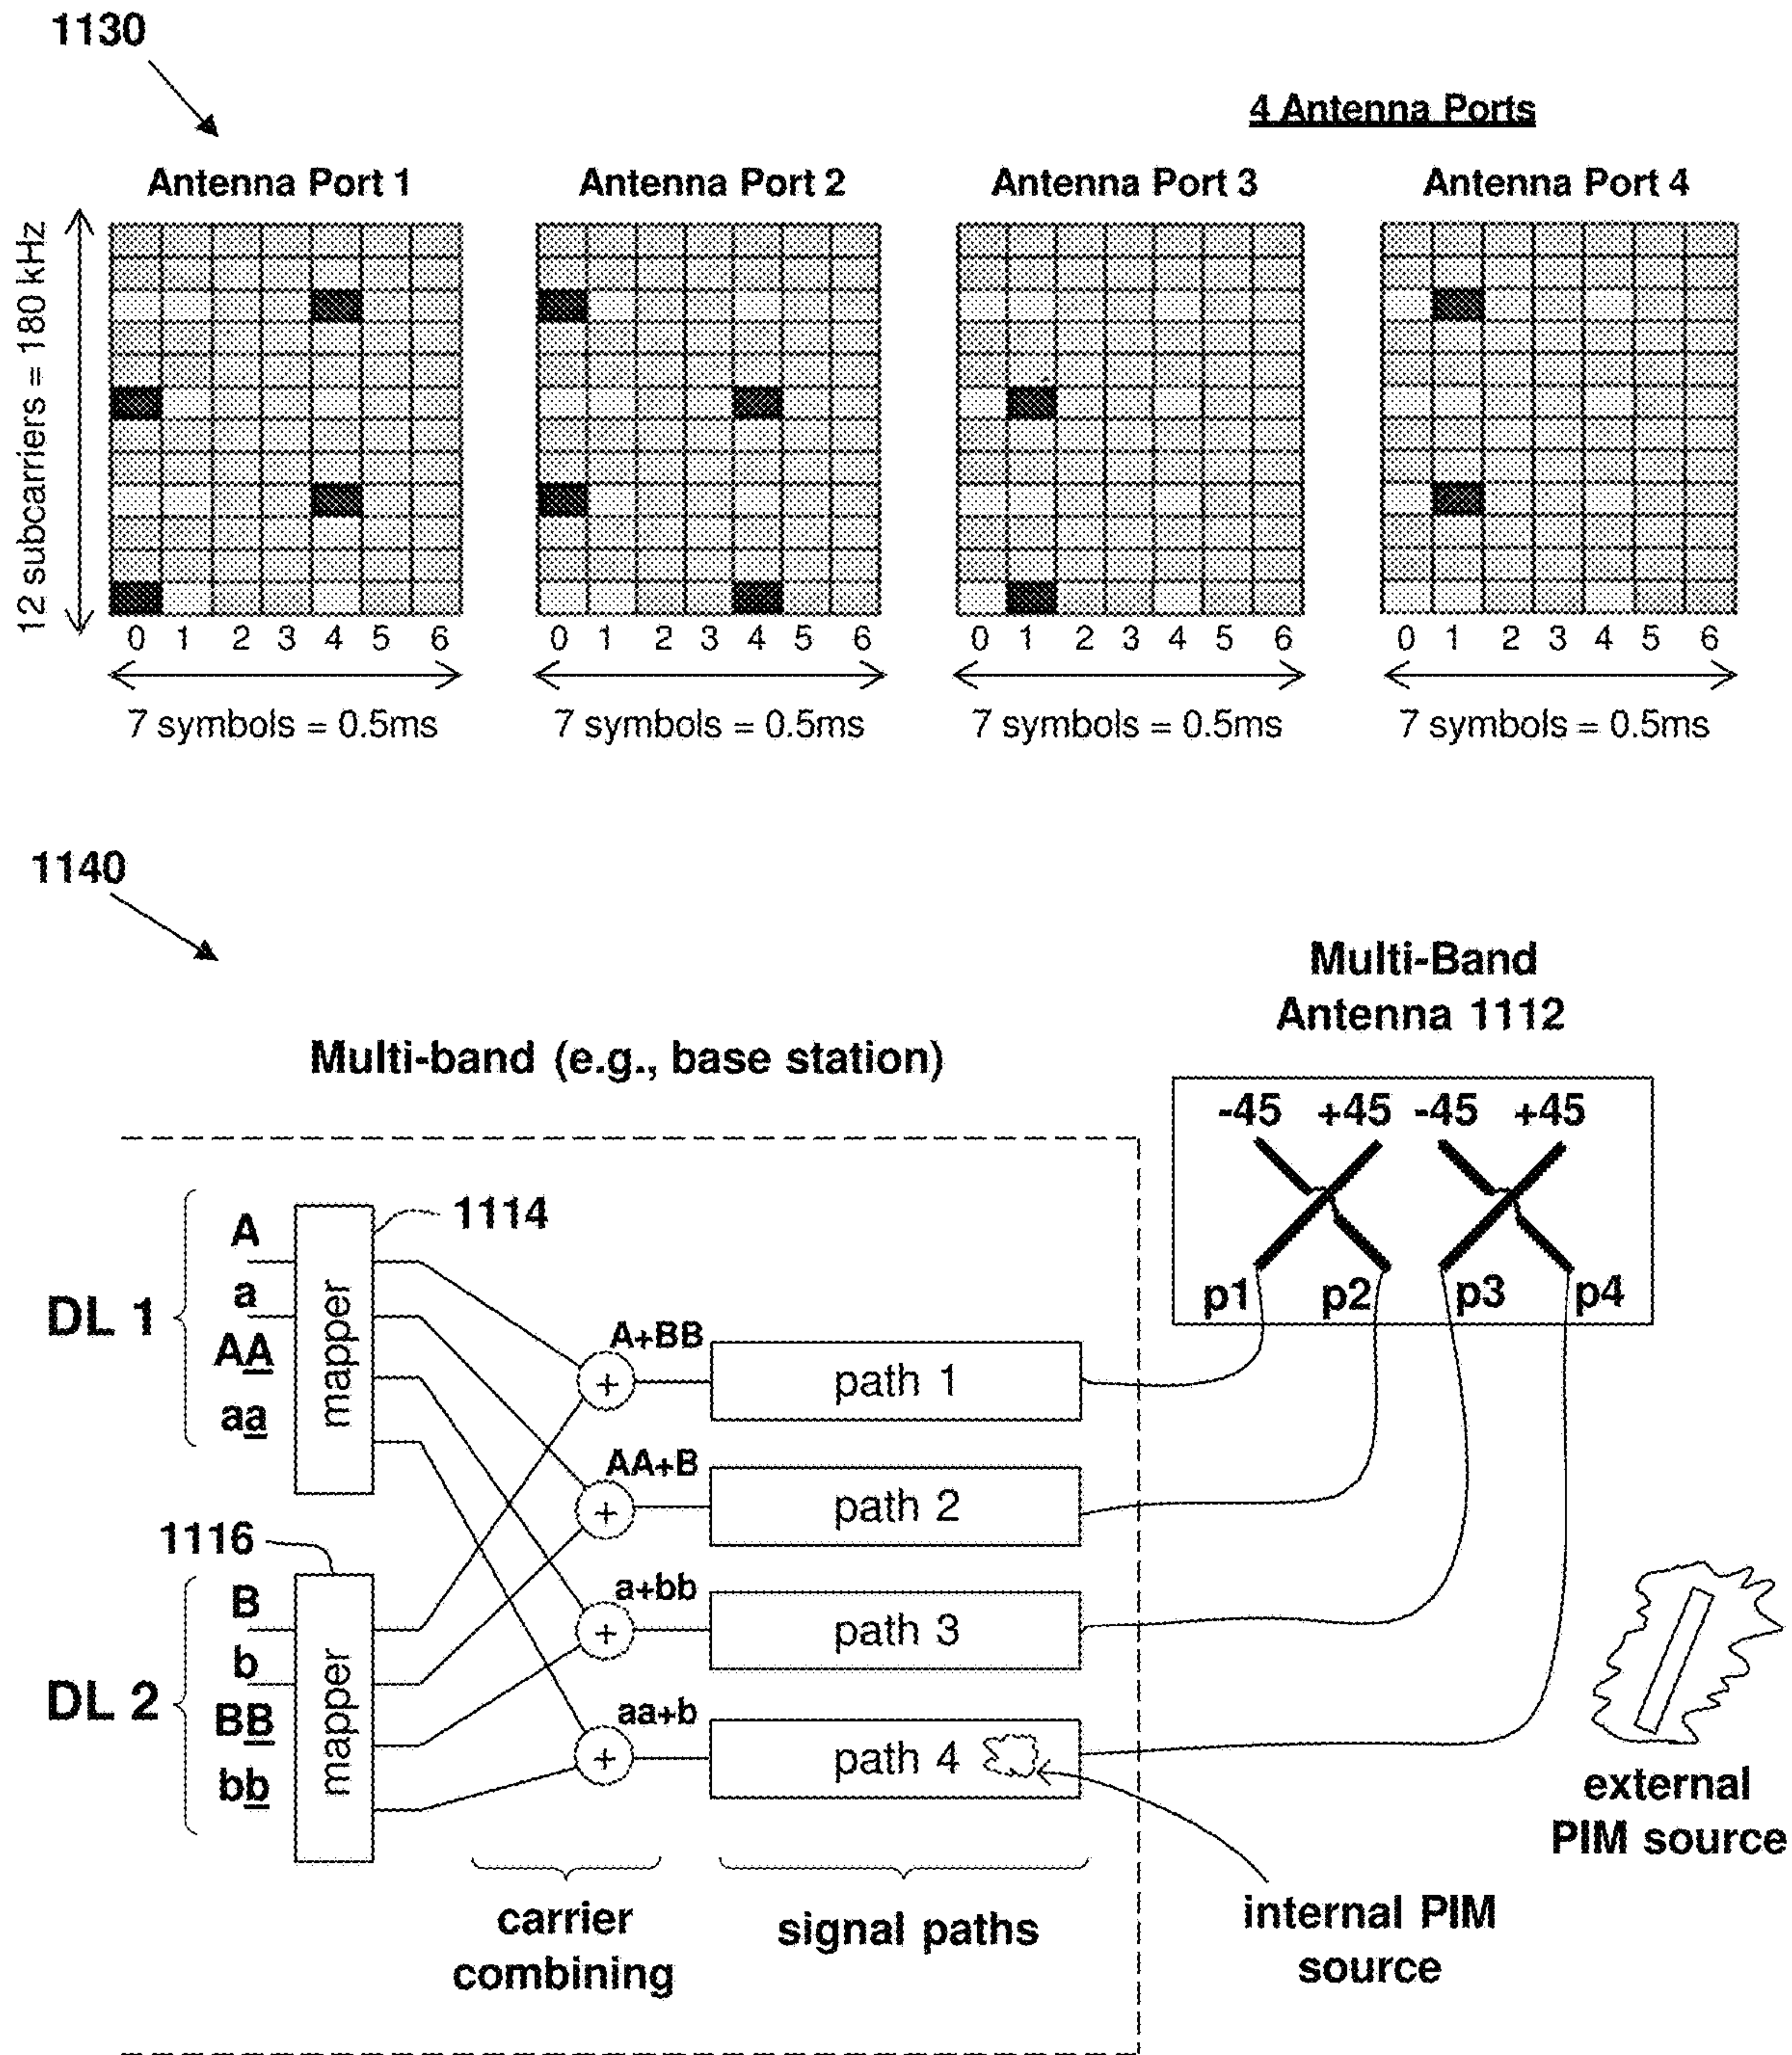 1130
4 Antenna Ports
Antenna Port 1
Antenna Port 2
Antenna Port 3
Antenna Port 4
12 subcarriers = 180 kHz
0 1 2 3 4 5 6
0 1 2 3 4 5 6
0 1 2 3 4 5 6
0 1 2 3 4 5 6
7 symbols = 0.5ms
7 symbols = 0.5ms
7 symbols = 0.5ms
7 symbols = 0.5ms
1140
Multi-Band
Antenna 1112
Multi-band (e.g., base station)
-45 +45 -45 +45
p1 p2 p3 p4
DL 1
A
a
AA
aa
mapper
1114
DL 2
B
b
BB
bb
mapper
1116
A+BB
+
path 1
AA+B
+
path 2
a+bb
+
path 3
aa+b
+
path 4
carrier
combining
signal paths
internal PIM
source
external
PIM source